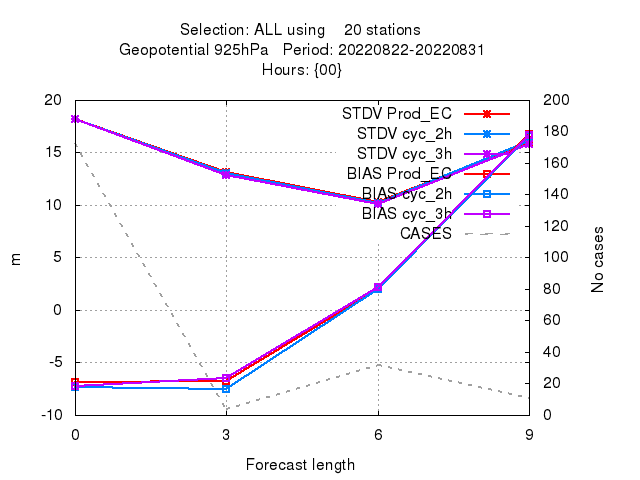 Selection: ALL using    20 stations
Geopotential 925hPa   Period: 20220822-20220831
Hours: {00}
20
15
10
5
0
-5
-10
m
200
180
160
140
120
100
80
60
40
20
0
No cases
STDV Prod_EC
STDV cyc_2h
STDV cyc_3h
BIAS Prod_EC
BIAS cyc_2h
BIAS cyc_3h
CASES
0
3
6
9
Forecast length